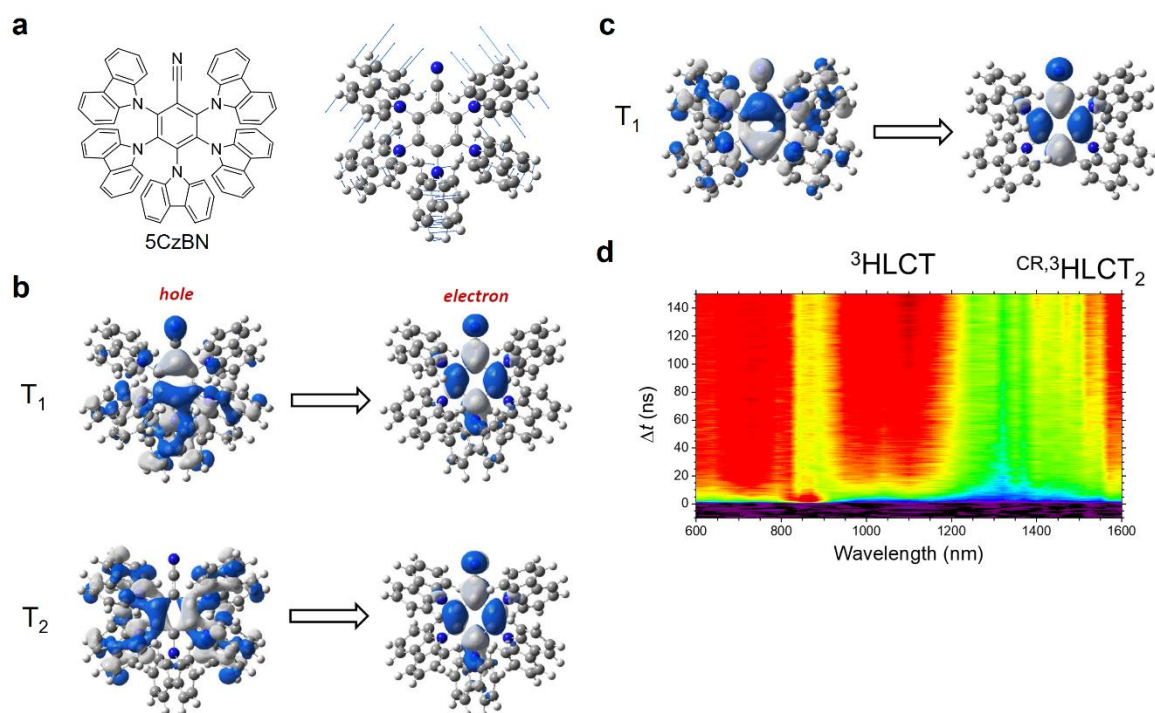 a
N
N
N
N
N
N
5CzBN
b
hole
electron
T₁
T₂
c
T₁
d
³HLCT
CR,³HLCT₂
Δt (ns)
140
120
100
80
60
40
20
0
600
800
1000
1200
1400
1600
Wavelength (nm)